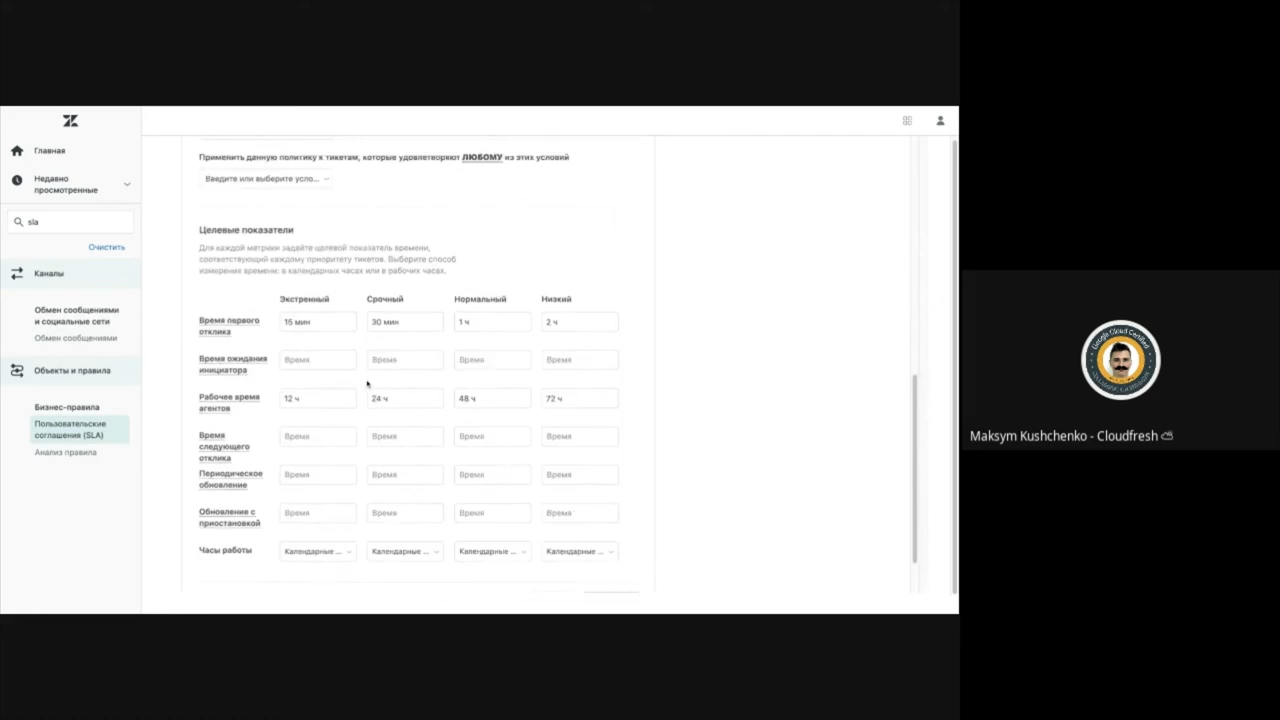 Главная
Недавно
просмотренные
sla
Очистить
Каналы
Обмен сообщениями
и социальные сети
Обмен сообщениями
Объекты и правила
Бизнес-правила
Пользовательские
соглашения (SLA)
Анализ правила
Применить данную политику к тикетам, которые удовлетворяют ЛЮБОМУ из этих условий
Введите или выберите усло...
Целевые показатели
Для каждой метрики задайте целевой показатель времени,
соответствующий каждому приоритету тикетов. Выберите способ
измерения времени: в календарных часах или в рабочих часах.
Экстренный Срочный Нормальный Низкий
Время первого
отклика
15 мин 30 мин 1 ч 2 ч
Время ожидания
инициатора
Время Время Время Время
Рабочее время
агентов
12 ч 24 ч 48 ч 72 ч
Время
следующего
отклика
Время Время Время Время
Периодическое
обновление
Время Время Время Время
Обновление с
приостановкой
Время Время Время Время
Часы работы Календарные ... Календарные ... Календарные ... Календарные ...
Google Cloud Certified
Maksym Kushchenko - Cloudfresh